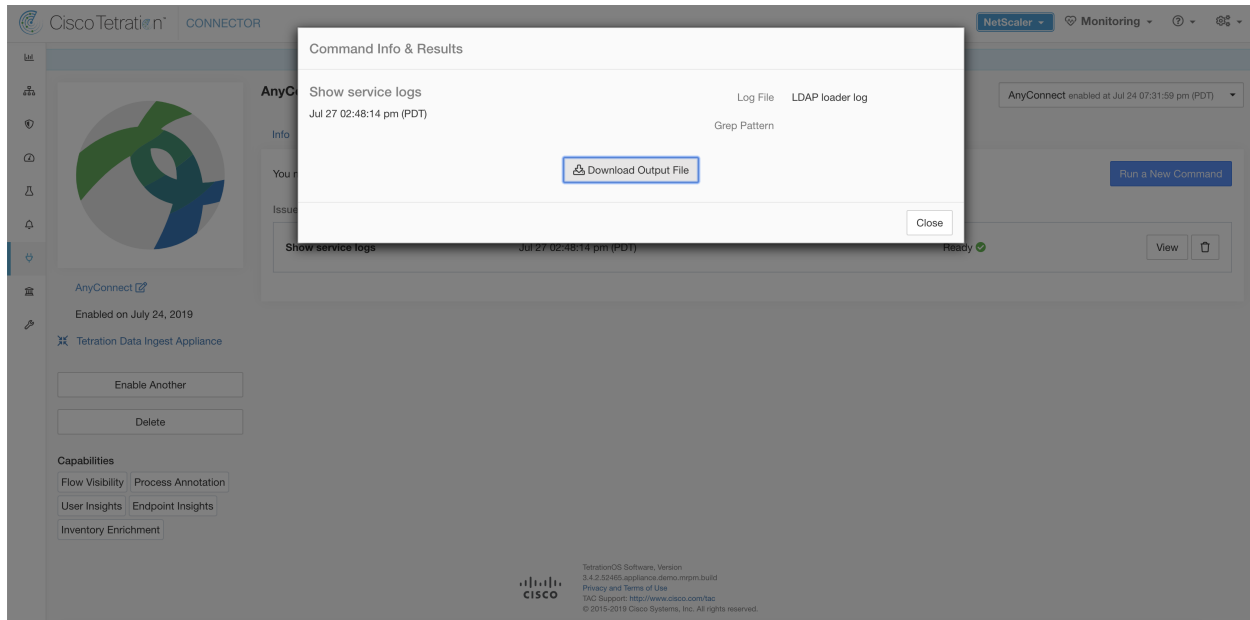 Cisco Tetration™ CONNECTOR
NetScaler
Monitoring
Command Info & Results
Show service logs
Jul 27 02:48:14 pm (PDT)
Log File LDAP loader log
Grep Pattern
Download Output File
Close
AnyC
AnyConnect enabled at Jul 24 07:31:59 pm (PDT)
Info
You r
Run a New Command
Issue
Show service logs Jul 27 02:48:14 pm (PDT) Ready View
AnyConnect
Enabled on July 24, 2019
Tetration Data Ingest Appliance
Enable Another
Delete
Capabilities
Flow Visibility Process Annotation
User Insights Endpoint Insights
Inventory Enrichment
CISCO
TetrationOS Software, Version
3.4.2.52465.appliance.demo.mrpm.build
Privacy and Terms of Use
TAC Support: http://www.cisco.com/tac
© 2015-2019 Cisco Systems, Inc. All rights reserved.